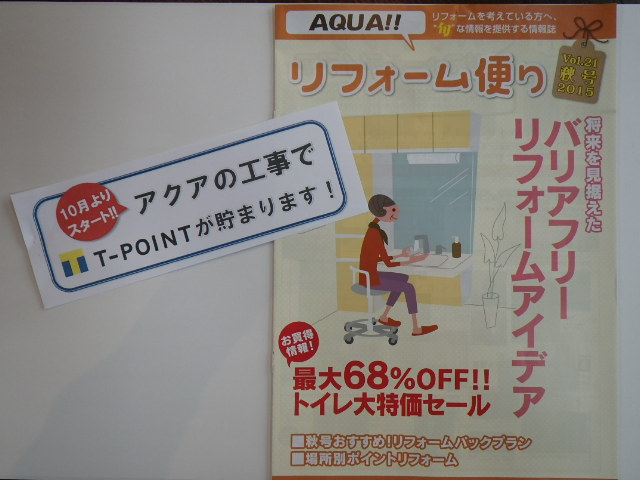 AQUA!!
リフォームを考えている方へ、
"fu"な情報を提供する情報誌
リフォーム便り
Vol.21
秋号
2015
将来を見据えた
バリアフリー
リフォームアイデア
お買得
情報!
最大68%OFF!!
トイレ大特価セール
■秋号おすすめ!リフォームパックプラン
■場所別ポイントリフォーム
10月より
スタート!!
アクアの工事で
T-POINTが貯まります!